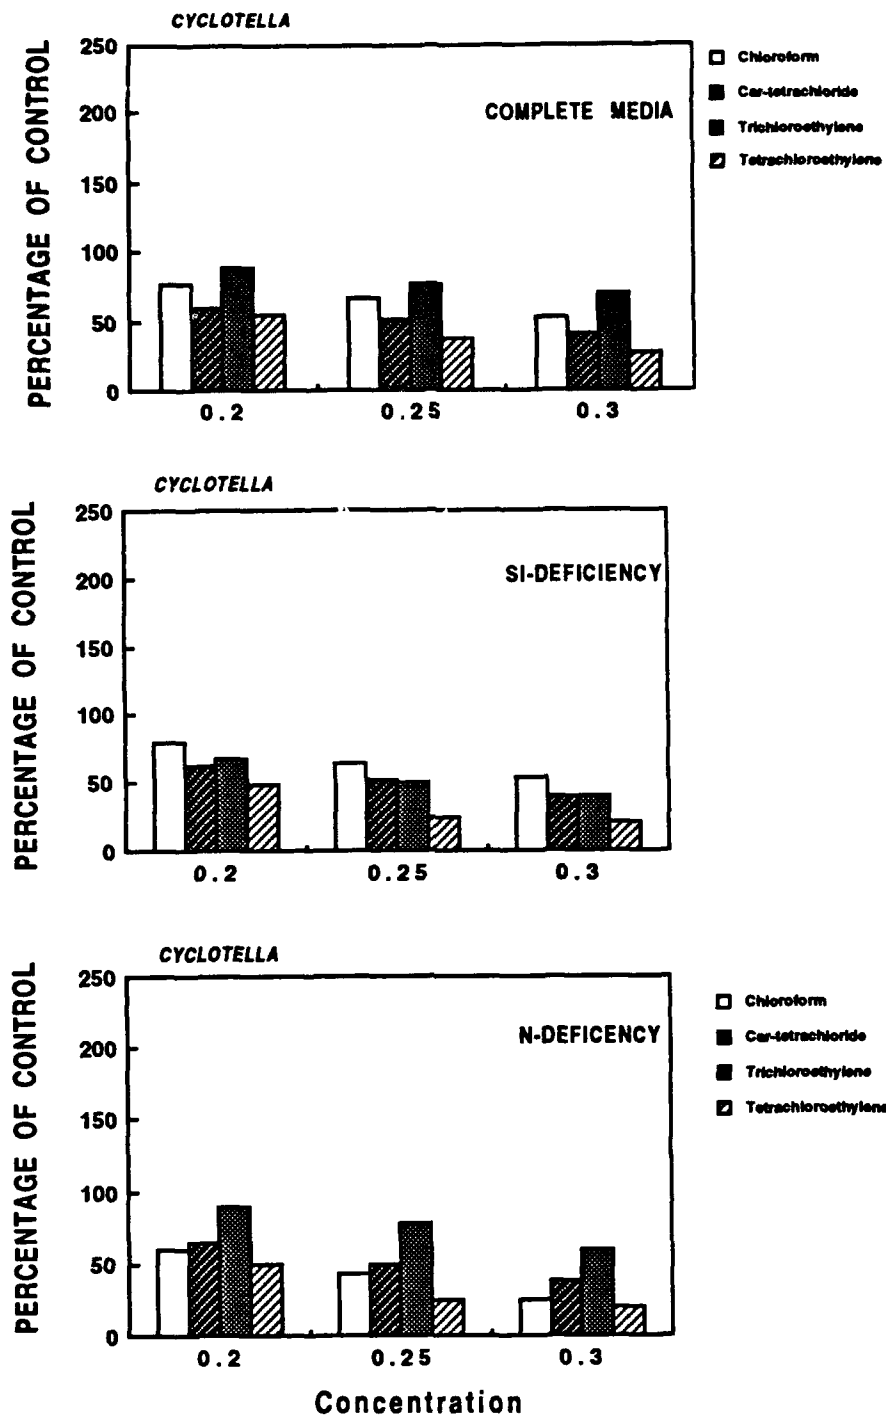 CYCLOTELLA
PERCENTAGE OF CONTROL
250
200
150
100
50
0
COMPLETE MEDIA
0.2
0.25
0.3
Chloroform
Car-tetrachloride
Trichloroethylene
Tetrachloroethylene
CYCLOTELLA
PERCENTAGE OF CONTROL
250
200
150
100
50
0
SI-DEFICIENCY
0.2
0.25
0.3
CYCLOTELLA
PERCENTAGE OF CONTROL
250
200
150
100
50
0
N-DEFICENCY
0.2
0.25
0.3
Chloroform
Car-tetrachloride
Trichloroethylene
Tetrachloroethylene
Concentration